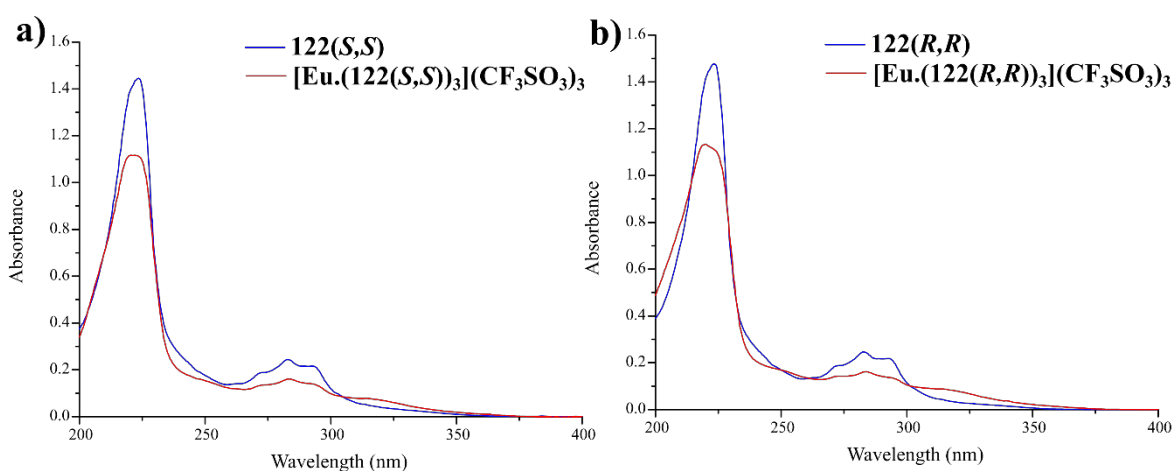 a)
122(S,S)
[Eu.(122(S,S))₃](CF₃SO₃)₃
1.6
1.4
1.2
1.0
0.8
0.6
0.4
0.2
0.0
Absorbance
200 250 300 350 400
Wavelength (nm)
b)
122(R,R)
[Eu.(122(R,R))₃](CF₃SO₃)₃
1.6
1.4
1.2
1.0
0.8
0.6
0.4
0.2
0.0
Absorbance
200 250 300 350 400
Wavelength (nm)